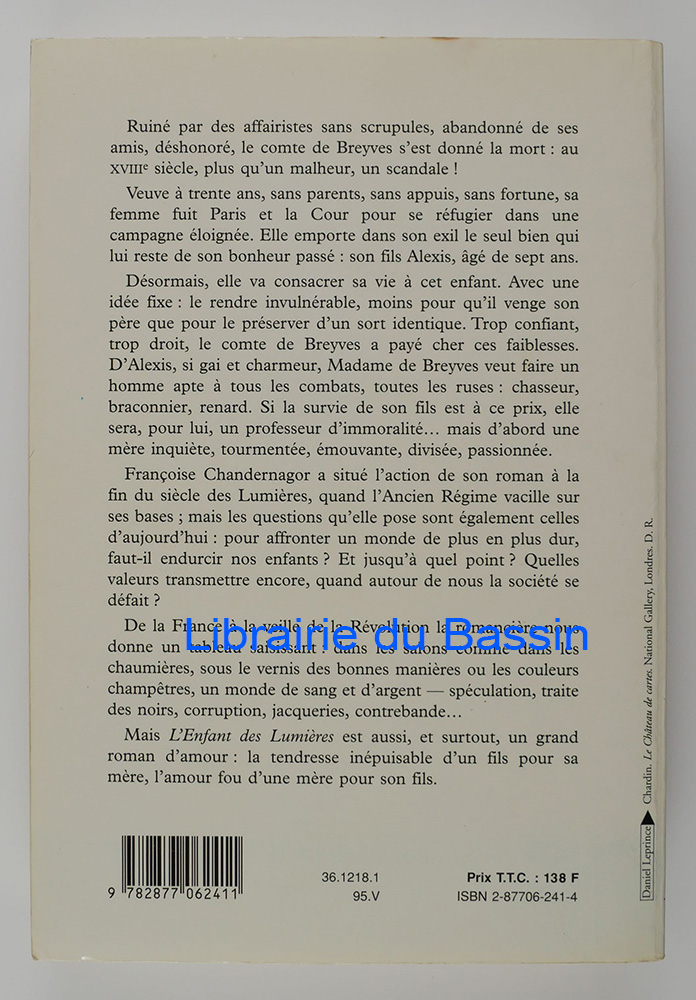 Ruiné par des affairistes sans scrupules, abandonné de ses
amis, déshonoré, le comte de Breyves s'est donné la mort : au
XVIIIe siècle, plus qu'un malheur, un scandale !
Veuve à trente ans, sans parents, sans appuis, sans fortune, sa
femme fuit Paris et la Cour pour se réfugier dans une
campagne éloignée. Elle emporte dans son exil le seul bien qui
lui reste de son bonheur passé : son fils Alexis, âgé de sept ans.
Désormais, elle va consacrer sa vie à cet enfant. Avec une
idée fixe : le rendre invulnérable, moins pour qu'il venge son
père que pour le préserver d'un sort identique. Trop confiant,
trop droit, le comte de Breyves a payé cher ces faiblesses.
D'Alexis, si gai et charmeur, Madame de Breyves veut faire un
homme apte à tous les combats, toutes les ruses : chasseur,
braconnier, renard. Si la survie de son fils est à ce prix, elle
sera, pour lui, un professeur d'immoralité... mais d'abord une
mère inquiète, tourmentée, émouvante, divisée, passionnée.
Françoise Chandernagor a situé l'action de son roman à la
fin du siècle des Lumières, quand l'Ancien Régime vacille sur
ses bases ; mais les questions qu'elle pose sont également celles
d'aujourd'hui : pour affronter un monde de plus en plus dur,
faut-il endurcir nos enfants ? Et jusqu'à quel point ? Quelles
valeurs transmettre encore, quand autour de nous la société se
défait ?
De la France à la veille de la Révolution la romancière nous
donne un tableau saisissant : dans les salons comme dans les
chaumières, sous le vernis des bonnes manières ou les couleurs
champêtres, un monde de sang et d'argent — spéculation, traite
des noirs, corruption, jacqueries, contrebande...
Mais L'Enfant des Lumières est aussi, et surtout, un grand
roman d'amour : la tendresse inépuisable d'un fils pour sa
mère, l'amour fou d'une mère pour son fils.
Librairie du Bassin
9 782877 062411
36.1218.1
95.V
Prix T.T.C. : 138 F
ISBN 2-87706-241-4
Daniel Leprince
Chardin. Le Château de cartes. National Gallery, Londres. D. R.